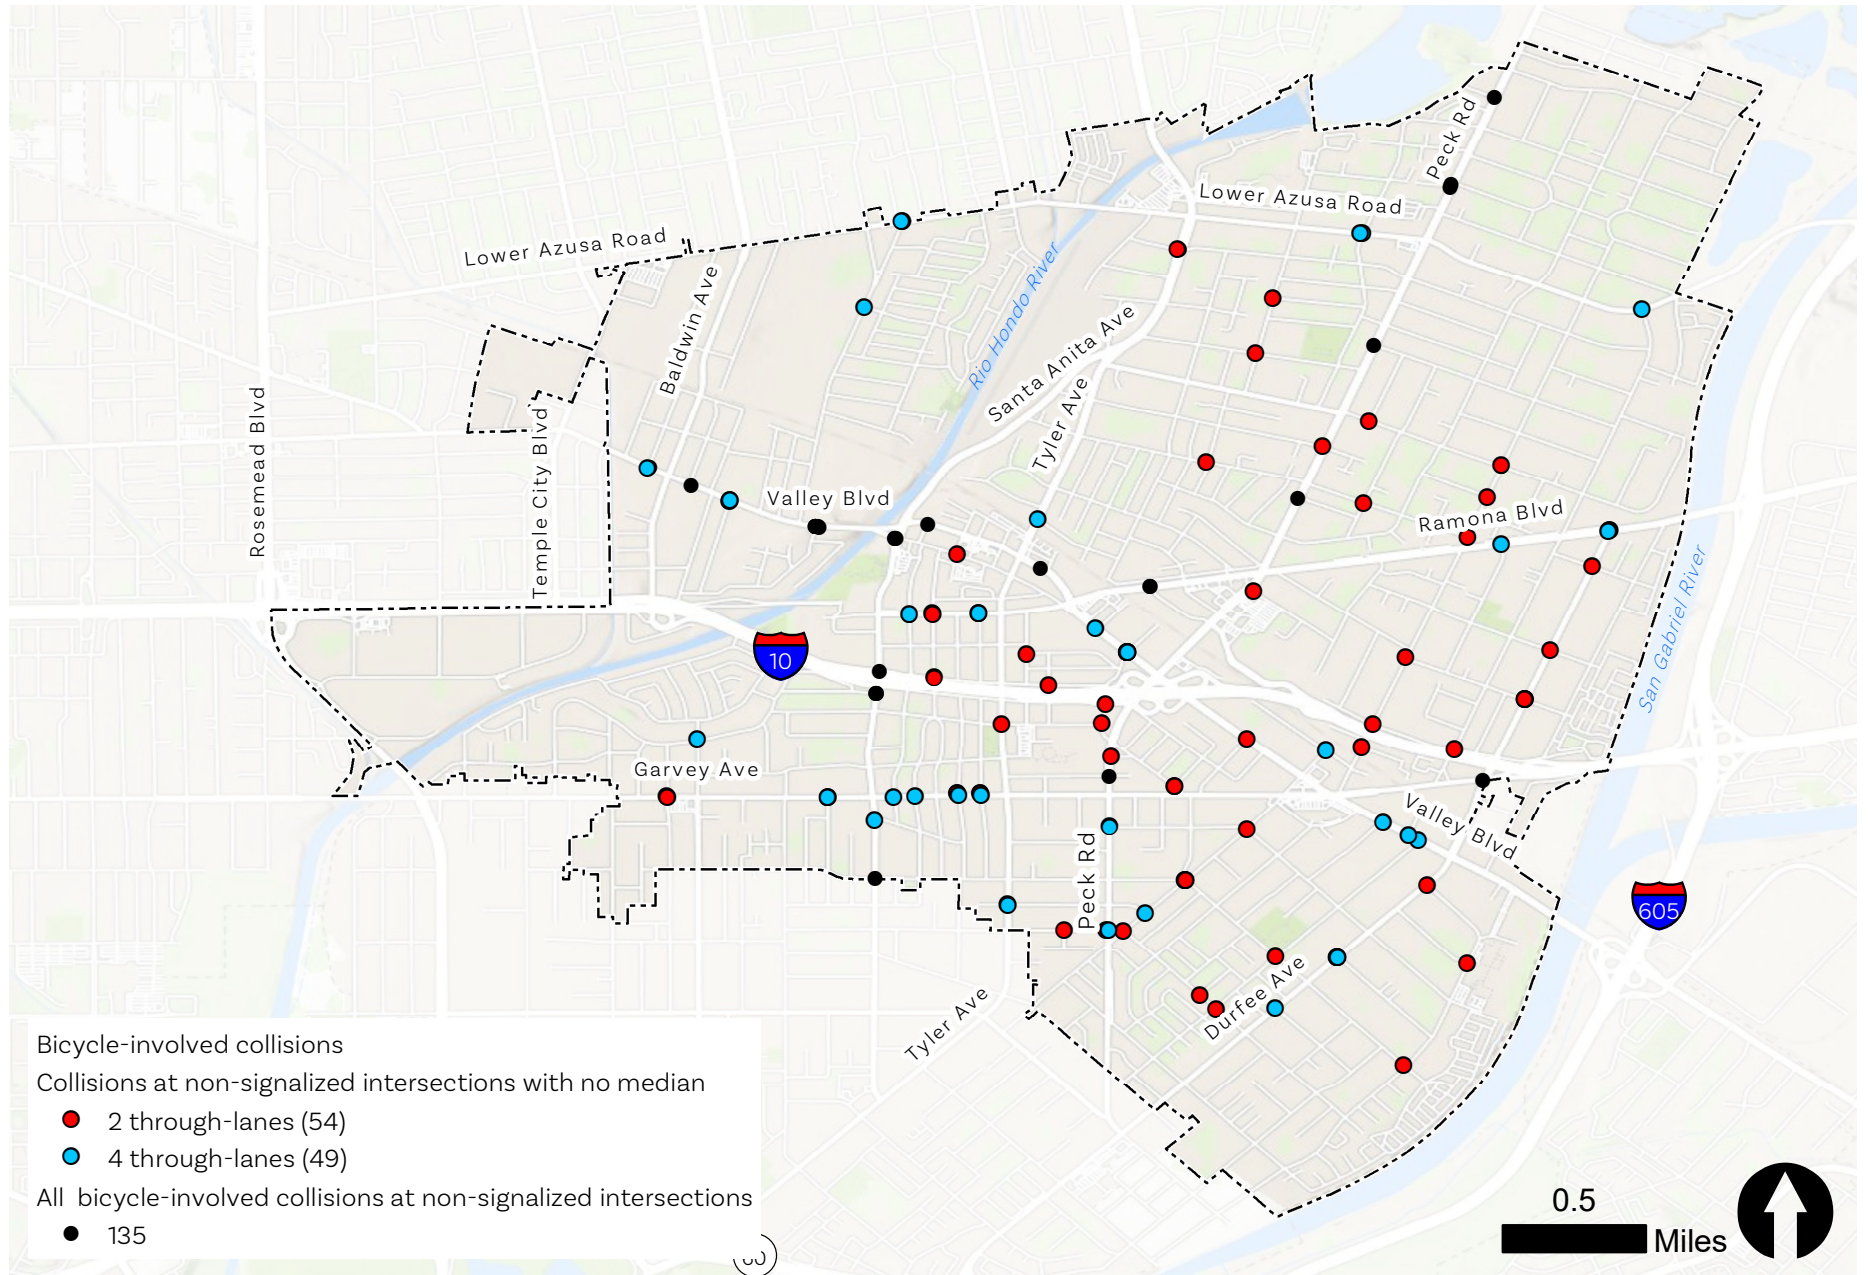 Peck Rd
Lower Azusa Road
Lower Azusa Road
Baldwin Ave
Rio Hondo River
Santa Anita Ave
Tyler Ave
Rosemead Blvd
Temple City Blvd
Valley Blvd
Ramona Blvd
San Gabriel River
10
Garvey Ave
Valley Blvd
Peck Rd
605
Durfee Ave
Tyler Ave
Bicycle-involved collisions
Collisions at non-signalized intersections with no median
2 through-lanes (54)
4 through-lanes (49)
All bicycle-involved collisions at non-signalized intersections
135
0.5
Miles